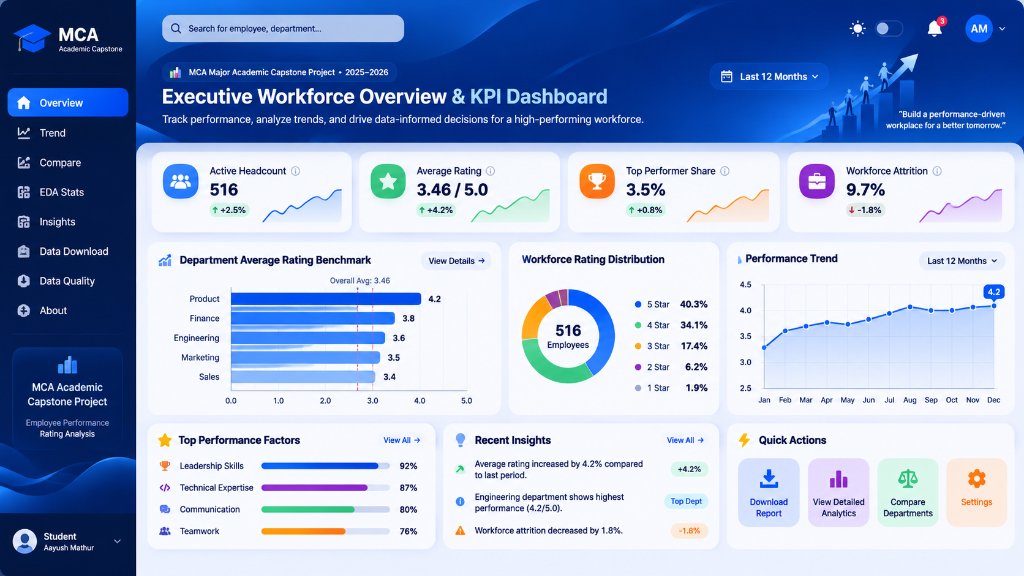 MCA
Academic Capstone
Overview
Trend
Compare
EDA Stats
Insights
Data Download
Data Quality
About
MCA Academic
Capstone Project
Employee Performance
Rating Analysis
Student
Aayush Mathur
Search for employee, department...
3
AM
MCA Major Academic Capstone Project • 2025–2026
Executive Workforce Overview & KPI Dashboard
Track performance, analyze trends, and drive data-informed decisions for a high-performing workforce.
Last 12 Months
"Build a performance-driven
workplace for a better tomorrow."
Active Headcount
516
↑ +2.5%
Average Rating
3.46 / 5.0
↑ +4.2%
Top Performer Share
3.5%
↑ +0.8%
Workforce Attrition
9.7%
↓ -1.8%
Department Average Rating Benchmark
View Details →
Overall Avg: 3.46
Product 4.2
Finance 3.8
Engineering 3.6
Marketing 3.5
Sales 3.4
0.0 1.0 2.0 3.0 4.0 5.0
Workforce Rating Distribution
516
Employees
5 Star 40.3%
4 Star 34.1%
3 Star 17.4%
2 Star 6.2%
1 Star 1.9%
Performance Trend
Last 12 Months
4.2
4.5
4.0
3.5
3.0
2.5
Jan Feb Mar Apr May Jun Jul Aug Sep Oct Nov Dec
Top Performance Factors
View All →
Leadership Skills 92%
Technical Expertise 87%
Communication 80%
Teamwork 76%
Recent Insights
View All →
Average rating increased by 4.2% compared
to last period.
+4.2%
Engineering department shows highest
performance (4.2/5.0).
Top Dept
Workforce attrition decreased by 1.8%.
-1.8%
Quick Actions
Download
Report
View Detailed
Analytics
Compare
Departments
Settings